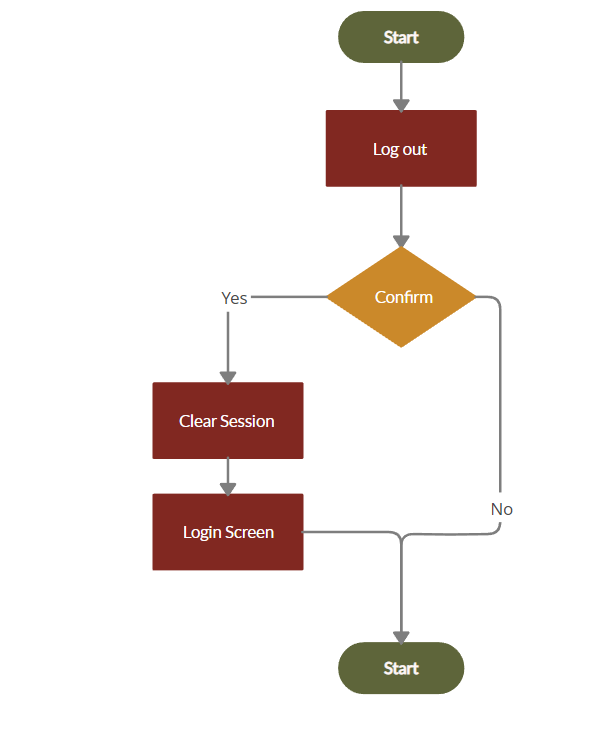 Start
Log out
Confirm
Yes
Clear Session
No
Login Screen
Start